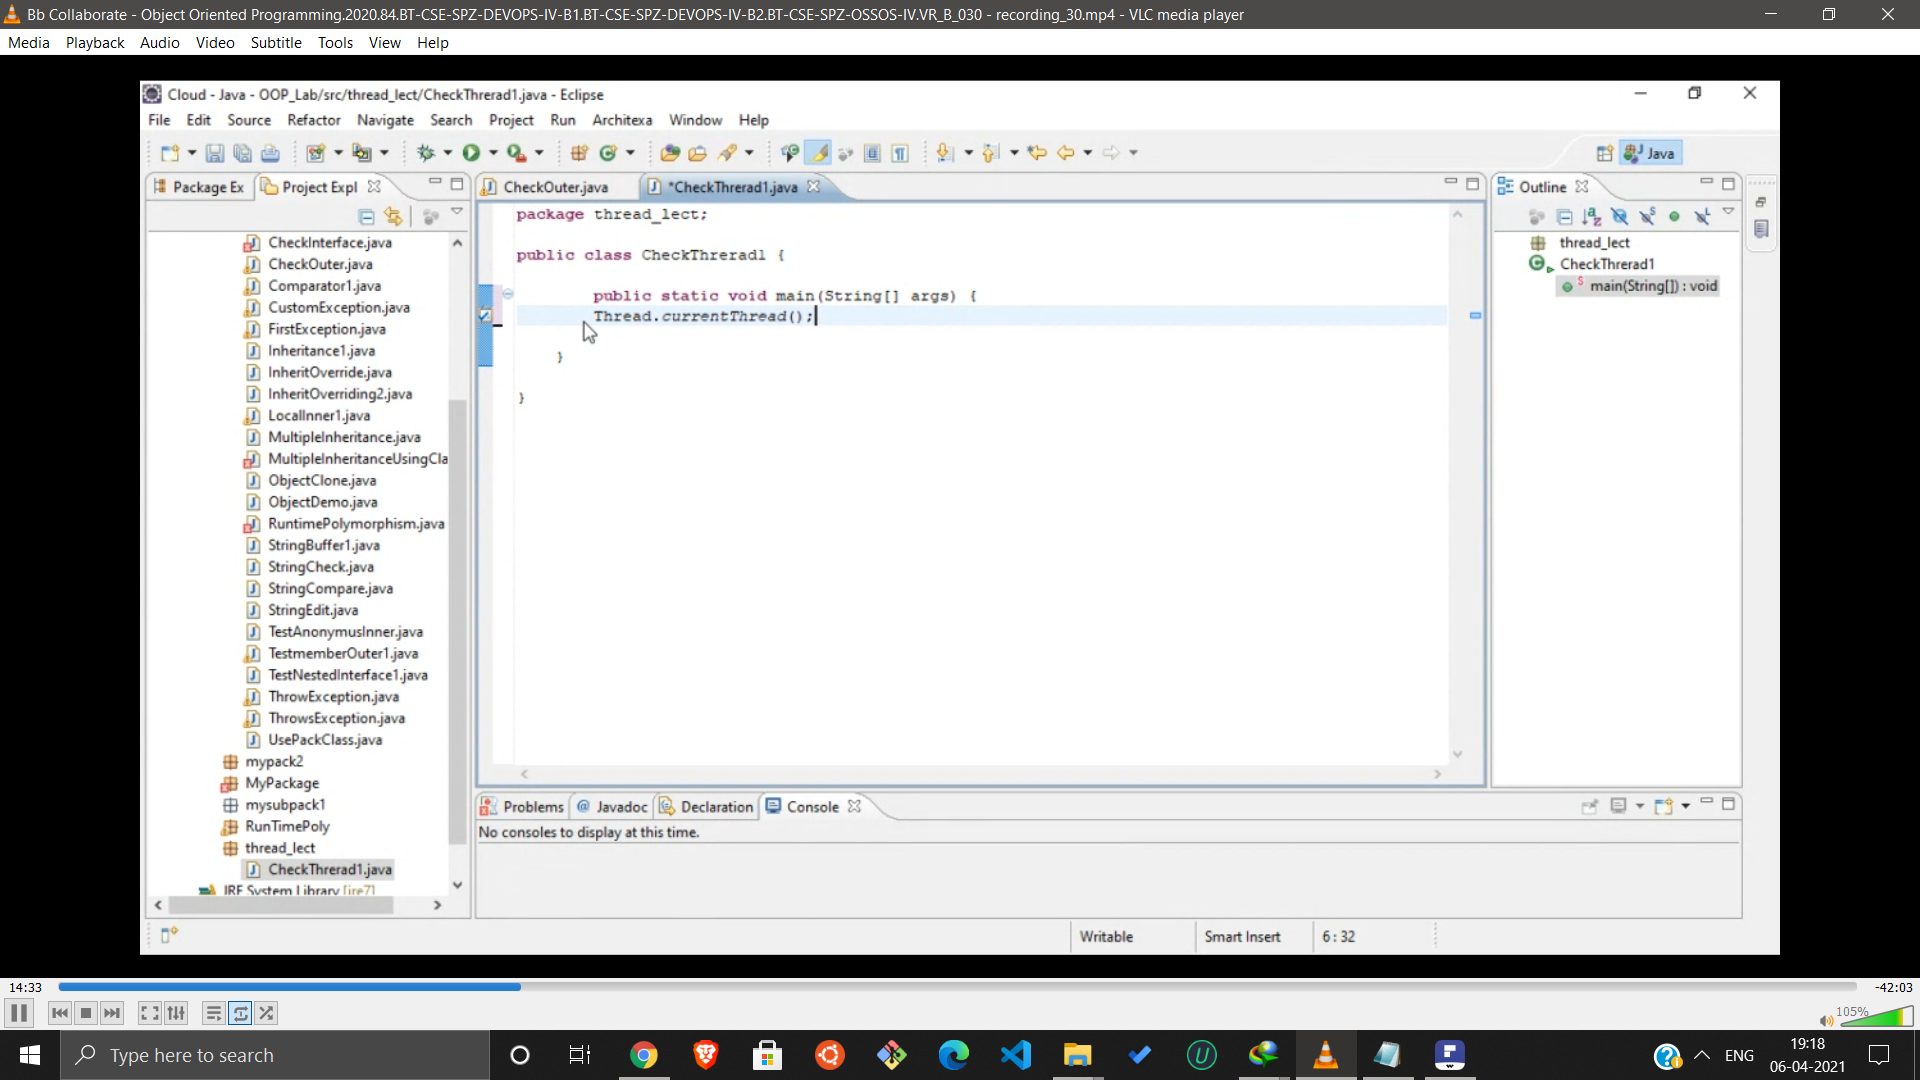 Bb Collaborate - Object Oriented Programming.2020.84.BT-CSE-SPZ-DEVOPS-IV-B1.BT-CSE-SPZ-DEVOPS-IV-B2.BT-CSE-SPZ-OSSOS-IV.VR_B_030 - recording_30.mp4 - VLC media player
Media Playback Audio Video Subtitle Tools View Help
Cloud - Java - OOP_Lab/src/thread_lect/CheckThrerad1.java - Eclipse
File Edit Source Refactor Navigate Search Project Run Architexa Window Help
Java
Package Ex Project Expl
CheckOuter.java *CheckThrerad1.java
Outline
CheckInterface.java
CheckOuter.java
Comparator1.java
CustomException.java
FirstException.java
Inheritance1.java
InheritOverride.java
InheritOverriding2.java
LocalInner1.java
MultipleInheritance.java
MultipleInheritanceUsingCla
ObjectClone.java
ObjectDemo.java
RuntimePolymorphism.java
StringBuffer1.java
StringCheck.java
StringCompare.java
StringEdit.java
TestAnonymusInner.java
TestmemberOuter1.java
TestNestedInterface1.java
ThrowException.java
ThrowsException.java
UsePackClass.java
mypack2
MyPackage
mysubpack1
RunTimePoly
thread_lect
CheckThrerad1.java
JRE System Library [jre7]
package thread_lect;
public class CheckThrerad1 {
public static void main(String[] args) {
Thread.currentThread();
}
}
thread_lect
CheckThrerad1
main(String[]) : void
Problems Javadoc Declaration Console
No consoles to display at this time.
Writable Smart Insert 6 : 32
14:33 -42:03
105%
Type here to search
ENG
19:18
06-04-2021